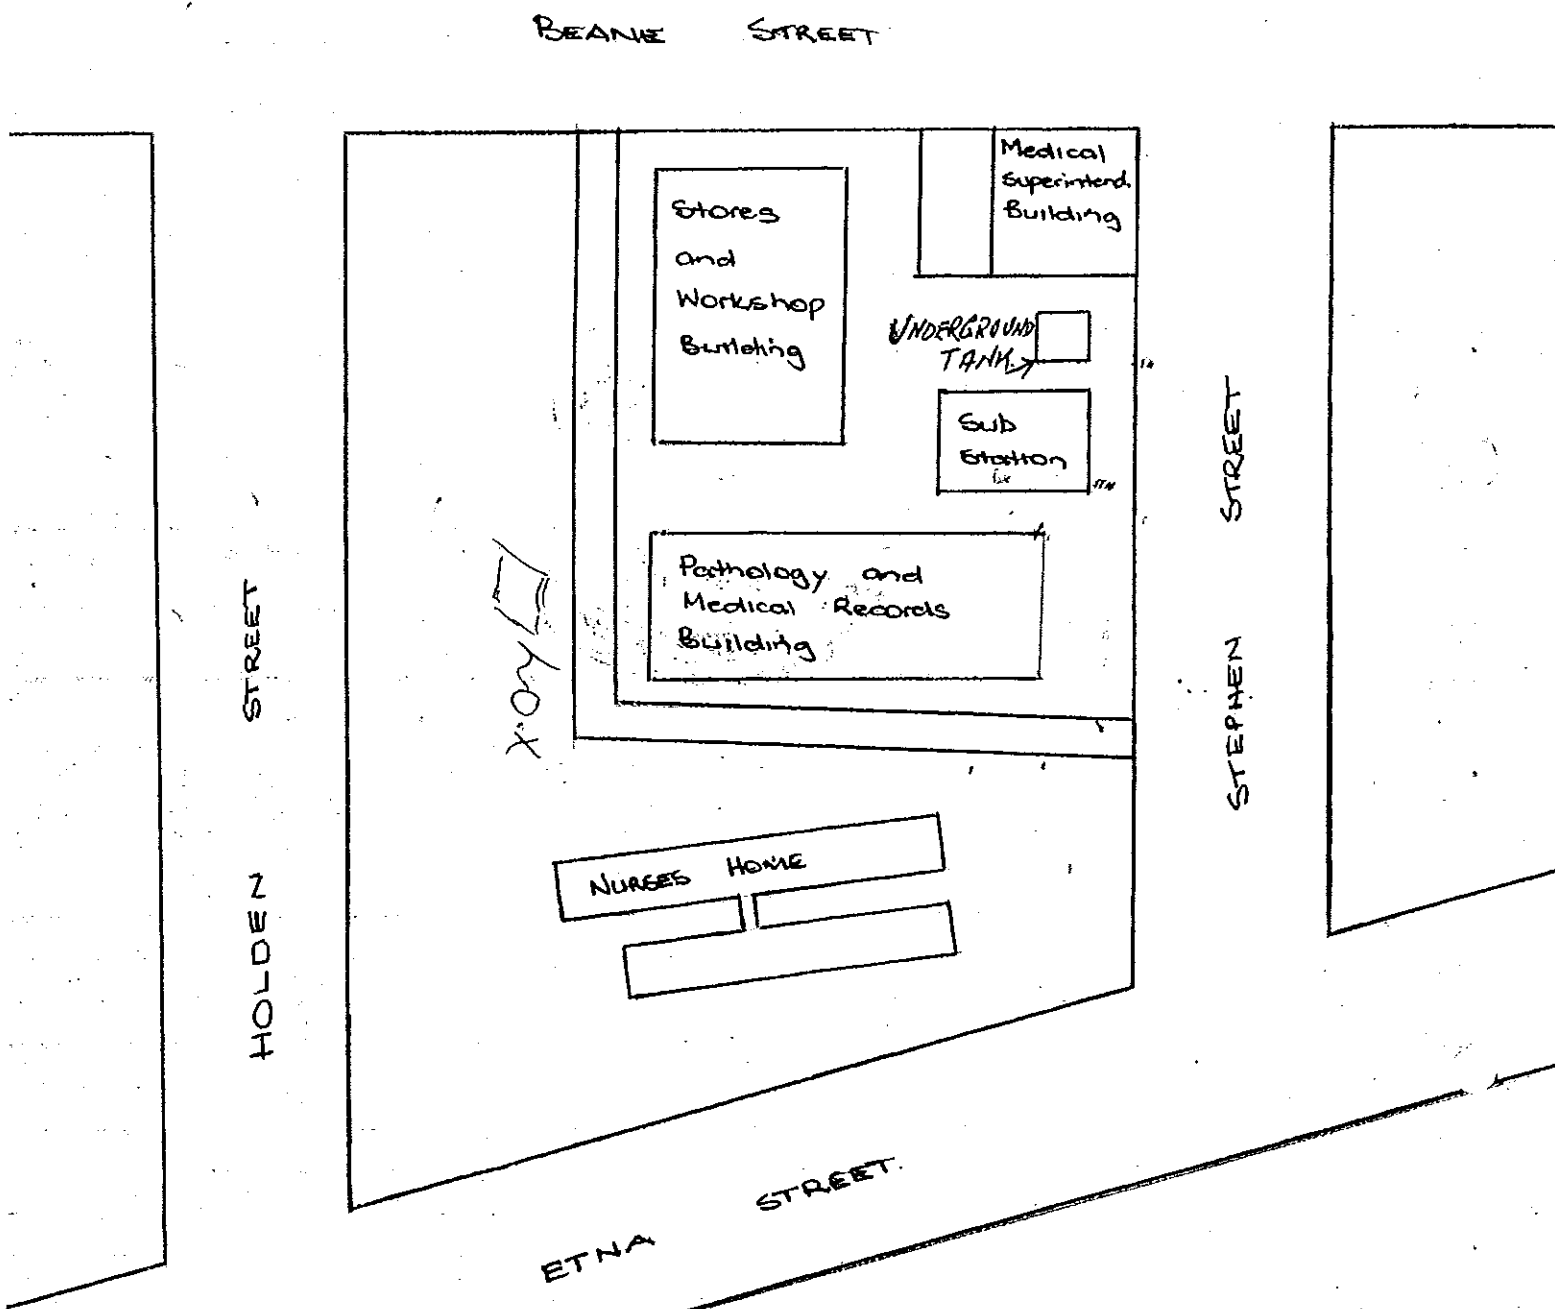 BEANE STREET
Medical
Superintend.
Building
Stores
and
Workshop
Building
UNDERGROUND
TANK.
Sub
Station
Pathology and
Medical Records
Building
HOLDEN STREET
STEPHEN STREET
NURSES HOME
ETNA STREET.